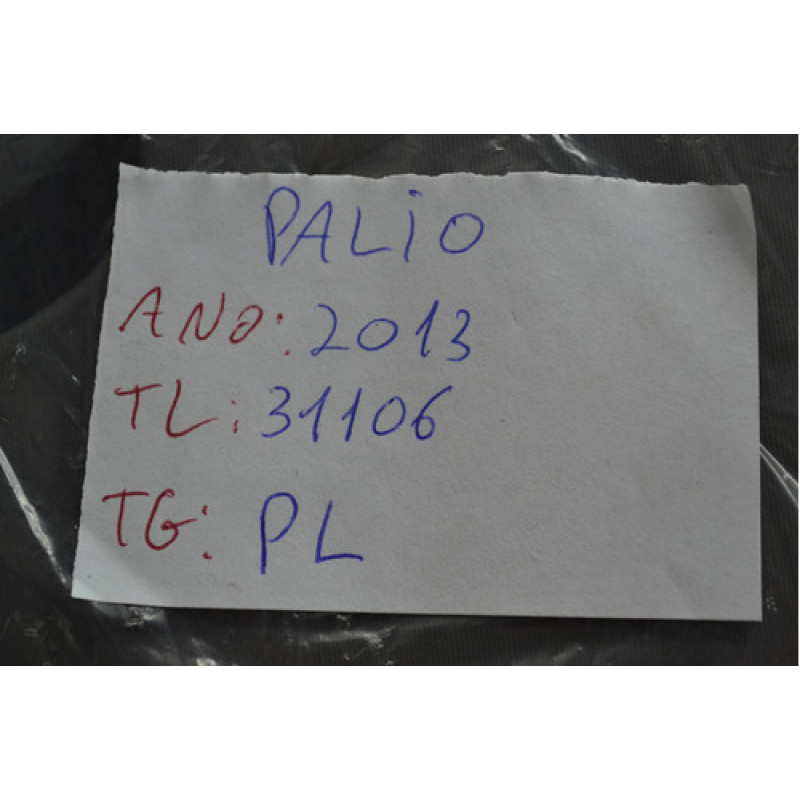 PALiO
ANO: 2013
TL: 31106
TG: PL